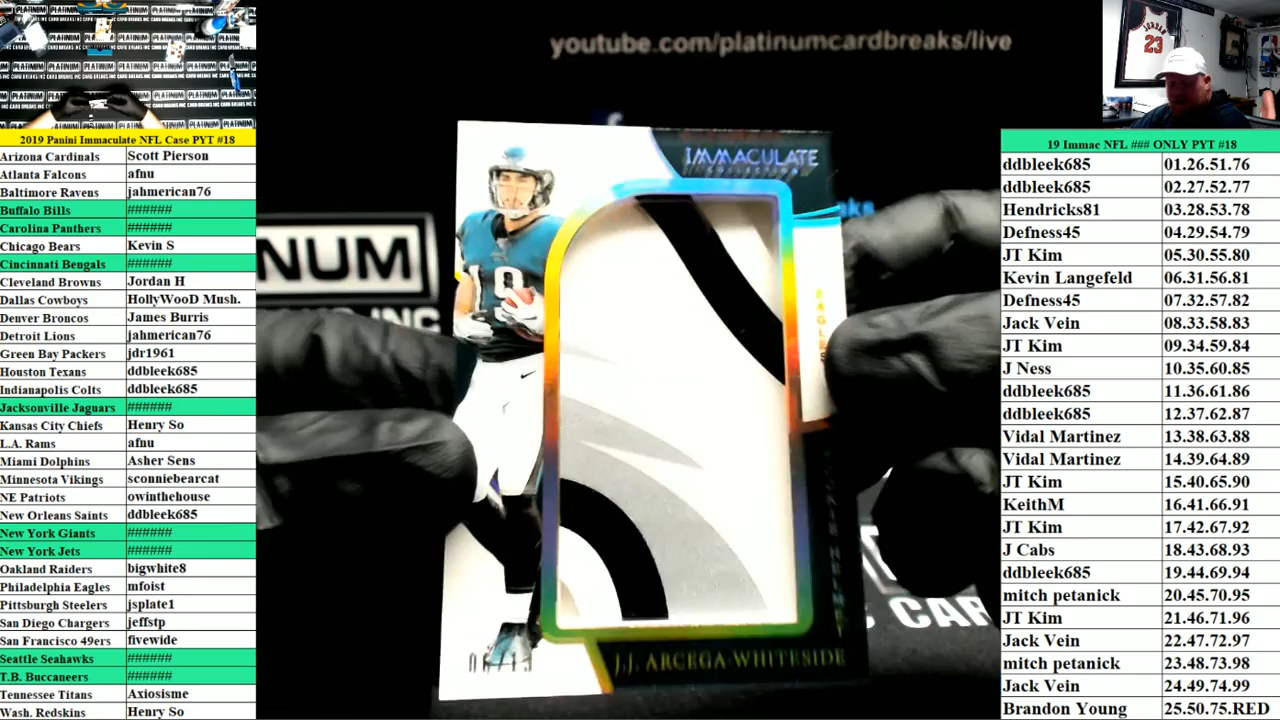 youtube.com/p
/live
2019 Panini Immaculate NFL Case PYT #18
Arizona Cardinals Scott Pierson
Atlanta Falcons afnu
Baltimore Ravens jahmerican76
Buffalo Bills ######
Carolina Panthers ######
Chicago Bears Kevin S
Cincinnati Bengals ######
Cleveland Browns Jordan H
Dallas Cowboys HollyWooD Mush.
Denver Broncos James Burris
Detroit Lions jahmerican76
Green Bay Packers jdr1961
Houston Texans ddbleek685
Indianapolis Colts ddbleek685
Jacksonville Jaguars ######
Kansas City Chiefs Henry So
L.A. Rams afnu
Miami Dolphins Asher Sens
Minnesota Vikings sconniebearcat
NE Patriots owinthehouse
New Orleans Saints ddbleek685
New York Giants ######
New York Jets ######
Oakland Raiders bigwhite8
Philadelphia Eagles mfoist
Pittsburgh Steelers jsplate1
San Diego Chargers jeffstp
San Francisco 49ers fivewide
Seattle Seahawks ######
T.B. Buccaneers ######
Tennessee Titans Axiosisme
Wash. Redskins Henry So
NUM
INC
IMMACULATE
COLLECTION
EAGLES
J.J. ARCEGA WHITESIDE
CAR
JORDAN
23
PLATINUM
CARD BREAKS INC
19 Immac NFL ### ONLY PYT #18
ddbleek685 01.26.51.76
ddbleek685 02.27.52.77
Hendricks81 03.28.53.78
Defness45 04.29.54.79
JT Kim 05.30.55.80
Kevin Langefeld 06.31.56.81
Defness45 07.32.57.82
Jack Vein 08.33.58.83
JT Kim 09.34.59.84
J Ness 10.35.60.85
ddbleek685 11.36.61.86
ddbleek685 12.37.62.87
Vidal Martinez 13.38.63.88
Vidal Martinez 14.39.64.89
JT Kim 15.40.65.90
KeithM 16.41.66.91
JT Kim 17.42.67.92
J Cabs 18.43.68.93
ddbleek685 19.44.69.94
mitch petanick 20.45.70.95
JT Kim 21.46.71.96
Jack Vein 22.47.72.97
mitch petanick 23.48.73.98
Jack Vein 24.49.74.99
Brandon Young 25.50.75.RED